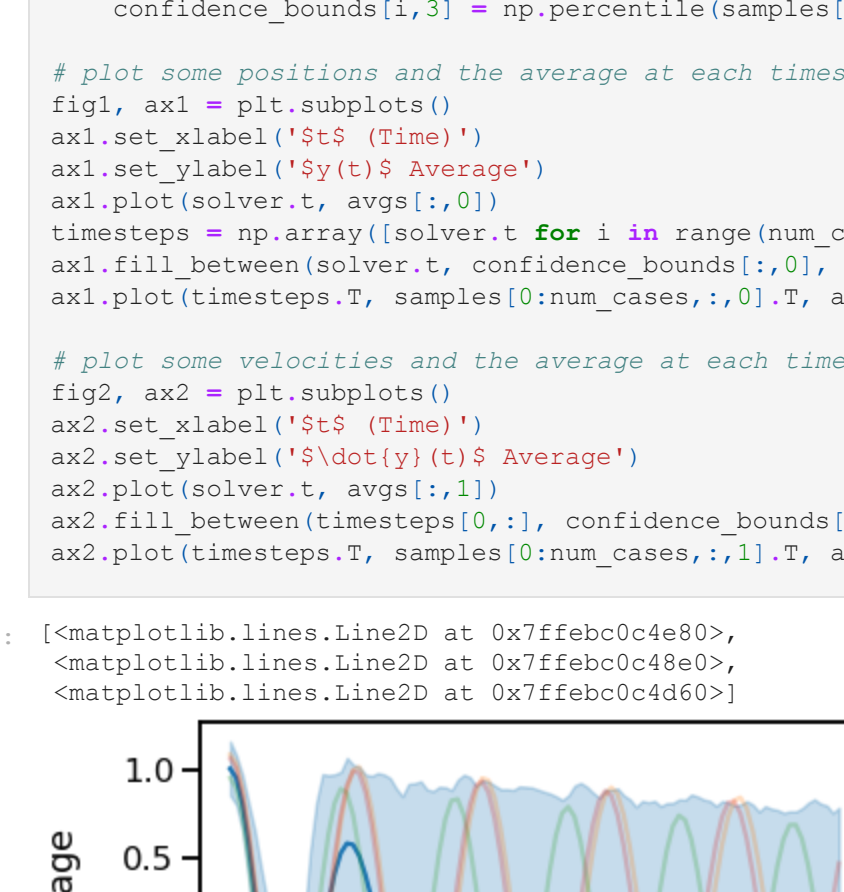 confidence_bounds[i,3] = np.percentile(samples[
# plot some positions and the average at each times
fig1, ax1 = plt.subplots()
ax1.set_xlabel('$t$ (Time)')
ax1.set_ylabel('$y(t)$ Average')
ax1.plot(solver.t, avgs[:,0])
timesteps = np.array([solver.t for i in range(num_c
ax1.fill_between(solver.t, confidence_bounds[:,0],
ax1.plot(timesteps.T, samples[0:num_cases,:,0].T, a
# plot some velocities and the average at each time
fig2, ax2 = plt.subplots()
ax2.set_xlabel('$t$ (Time)')
ax2.set_ylabel('$\dot{y}(t)$ Average')
ax2.plot(solver.t, avgs[:,1])
ax2.fill_between(timesteps[0,:], confidence_bounds[
ax2.plot(timesteps.T, samples[0:num_cases,:,1].T, a
: [<matplotlib.lines.Line2D at 0x7ffebc0c4e80>,
<matplotlib.lines.Line2D at 0x7ffebc0c48e0>,
<matplotlib.lines.Line2D at 0x7ffebc0c4d60>]
1.0
0.5
age